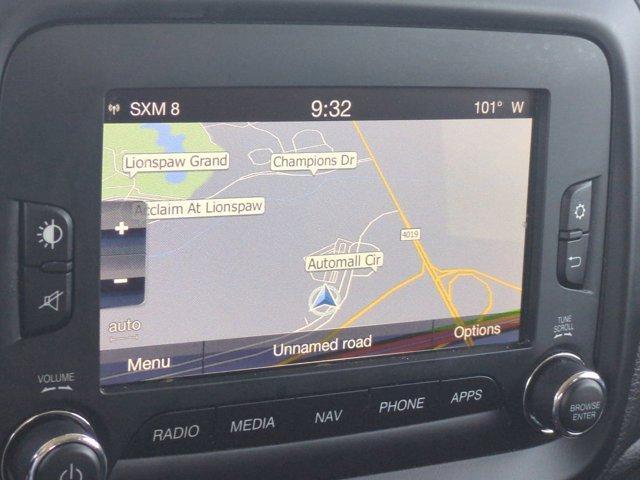 SXM 8 9:32 101° W
Lionspaw Grand Champions Dr
Acclaim At Lionspaw
+
4019
Automall Cir
-
auto
Menu Unnamed road Options
VOLUME
TUNE
SCROLL
RADIO MEDIA NAV PHONE APPS
BROWSE
ENTER